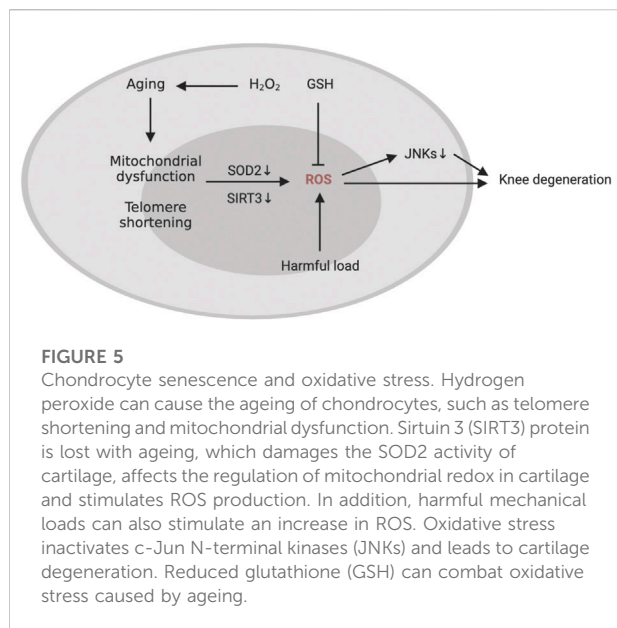 Aging
H₂O₂
GSH
Mitochondrial
dysfunction
SOD2↓
ROS
JNKs↓
Knee degeneration
Telomere
shortening
SIRT3↓
Harmful load
FIGURE 5
Chondrocyte senescence and oxidative stress. Hydrogen
peroxide can cause the ageing of chondrocytes, such as telomere
shortening and mitochondrial dysfunction. Sirtuin 3 (SIRT3) protein
is lost with ageing, which damages the SOD2 activity of
cartilage, affects the regulation of mitochondrial redox in cartilage
and stimulates ROS production. In addition, harmful mechanical
loads can also stimulate an increase in ROS. Oxidative stress
inactivates c-Jun N-terminal kinases (JNKs) and leads to cartilage
degeneration. Reduced glutathione (GSH) can combat oxidative
stress caused by ageing.